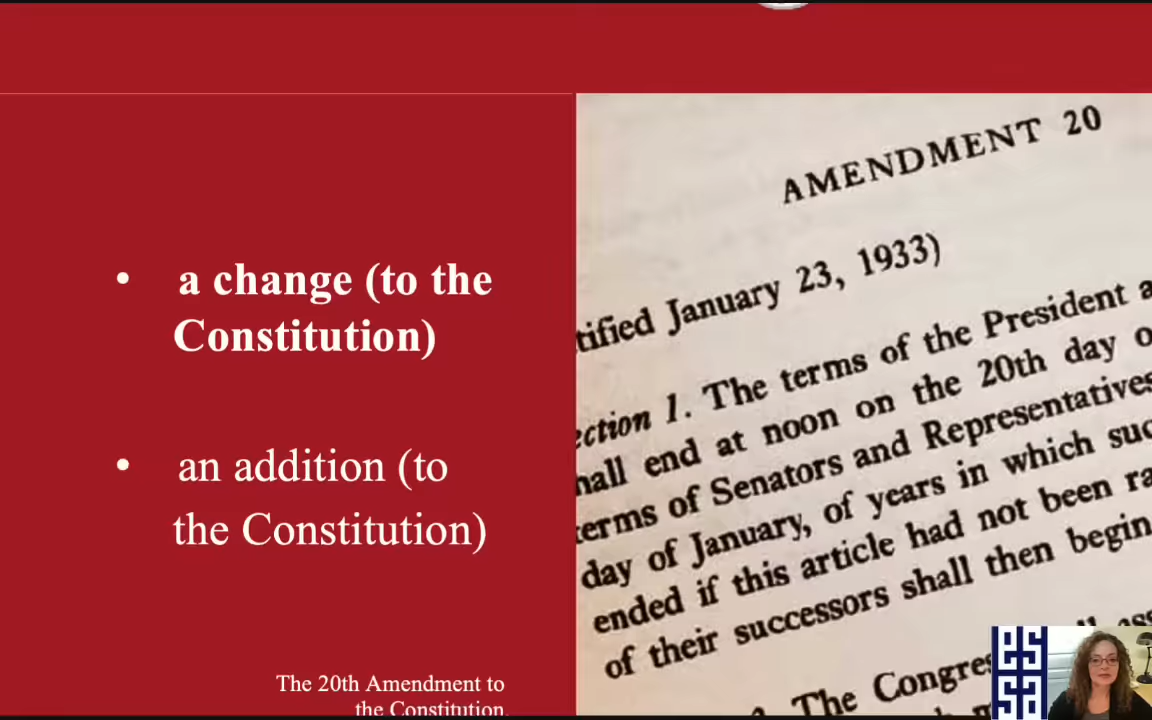 • a change (to the
Constitution)
• an addition (to
the Constitution)
The 20th Amendment to
the Constitution.
AMENDMENT 20
tified January 23, 1933)
ection 1. The terms of the President a
hall end at noon on the 20th day o
terms of Senators and Representatives
day of January, of years in which suc
ended if this article had not been ra
of their successors shall then begin
The Congres